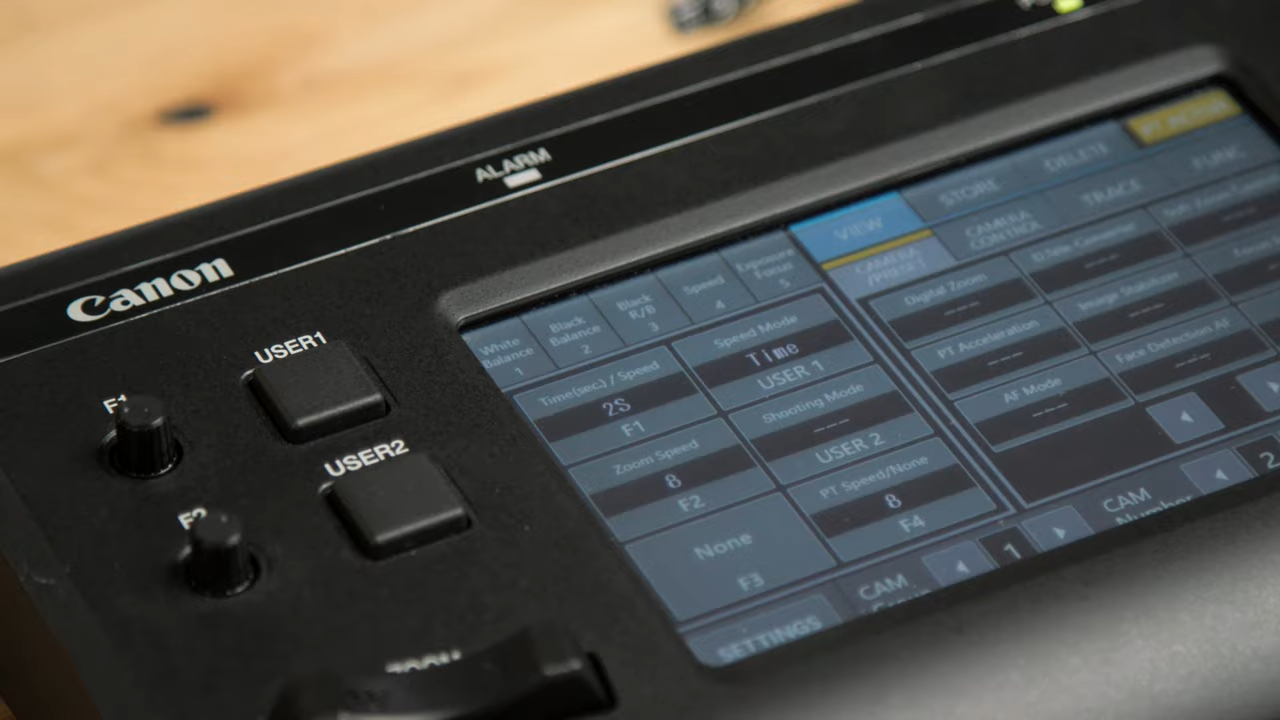 ALARM
Canon
USER1
F1
USER2
F2
VIEW
STORE
DELETE
CAMERA
PRESET
CAMERA
CONTROL
TRACE
FUNC
White
Balance
1
Black
Balance
2
Black
R/B
3
Speed
4
Exposure
Focus
5
Time(sec.) / Speed
2S
F1
Speed Mode
Time
USER 1
Zoom Speed
8
F2
Shooting Mode
---
USER 2
None
F3
PT Speed/None
8
F4
Digital Zoom
---
---
---
PT Acceleration
---
Image Stabilizer
---
AF Mode
---
Face Detection AF
---
SETTINGS
CAM
1
CAM
Number
2
ZOOM